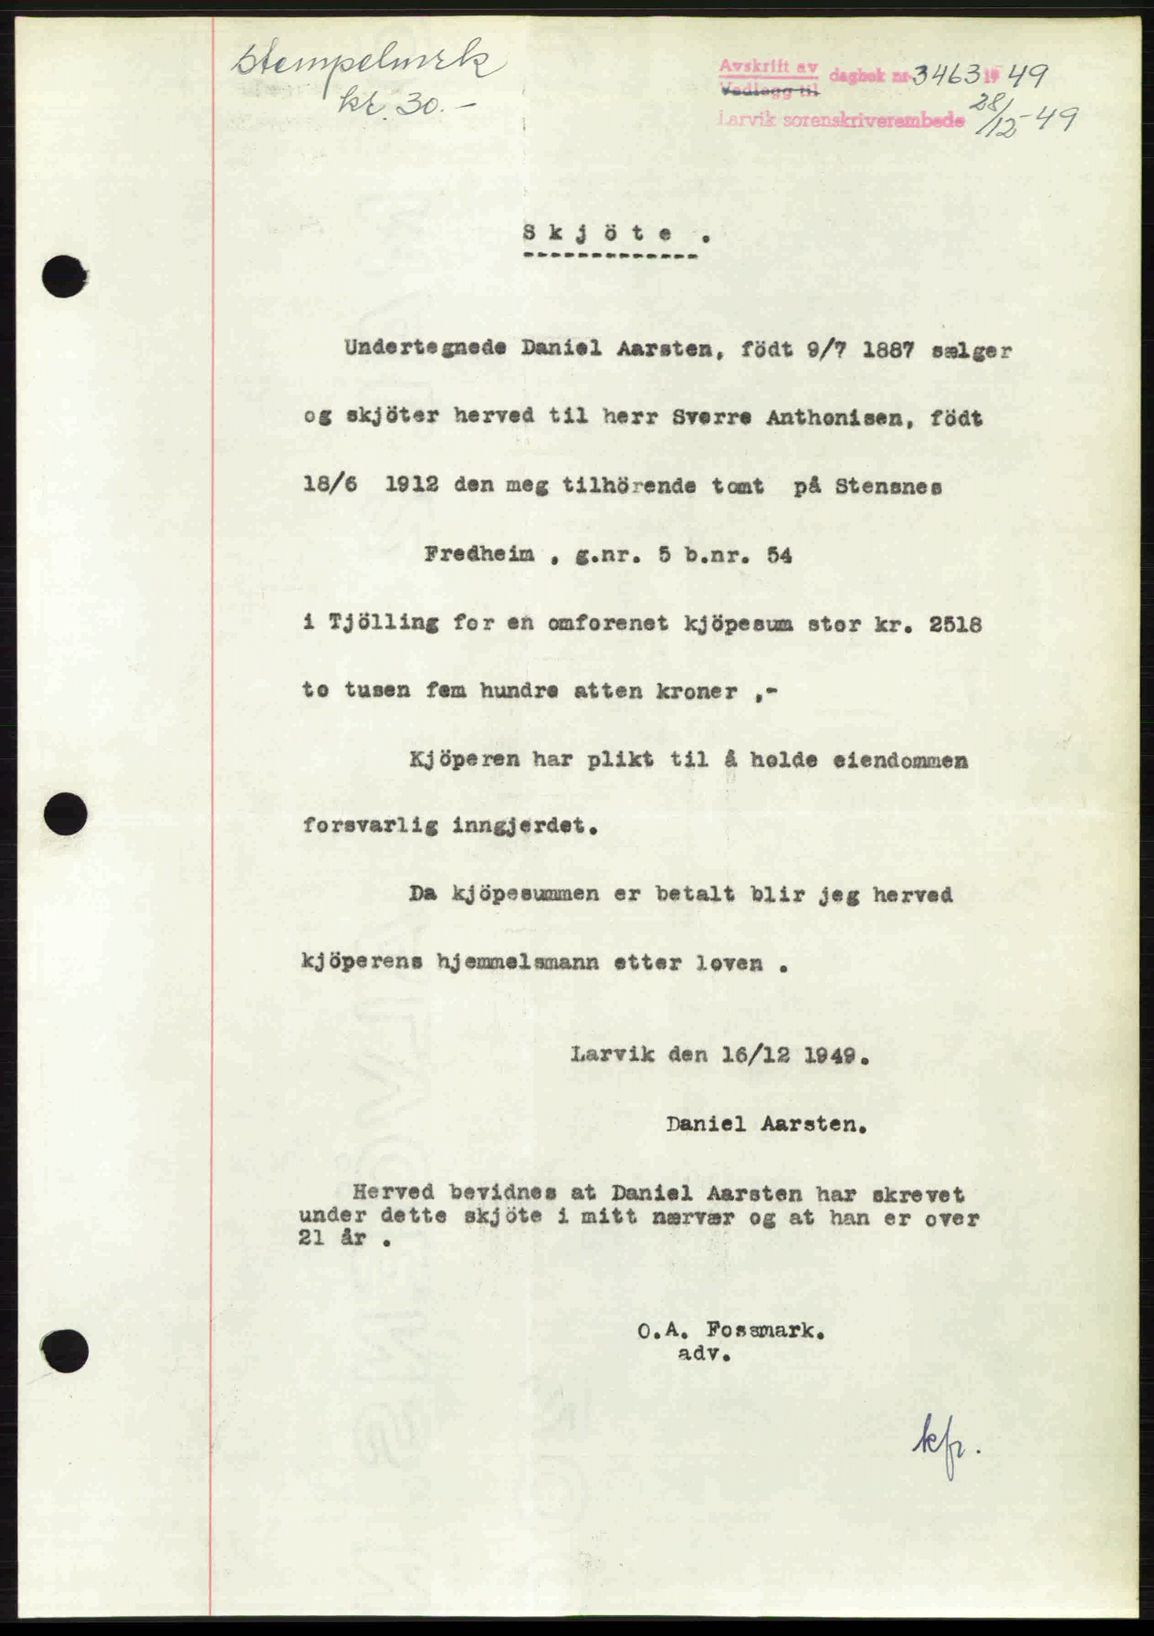 Stempelmrk
kr. 30.-
Avskrift av
Vedlegg til
dagbok nr 3463 19 49
Larvik sorenskriverembede 28/12-49
Skjöte .
Undertegnede Daniel Aarsten, födt 9/7 1887 sælger
og skjöter herved til herr Sverre Anthonisen, födt
18/6 1912 den meg tilhörende tomt på Stensnes
Fredheim , g.nr. 5 b.nr. 54
i Tjölling for en omforenet kjöpesum stor kr. 2518
to tusen fem hundre atten kroner ,-
Kjöperen har plikt til å holde eiendommen
forsvarlig inngjerdet.
Da kjöpesummen er betalt blir jeg herved
kjöperens hjemmelsmann etter loven .
Larvik den 16/12 1949.
Daniel Aarsten.
Herved bevidnes at Daniel Aarsten har skrevet
under dette skjöte i mitt nærvær og at han er over
21 år .
O.A. Fossmark.
adv.
kfr.